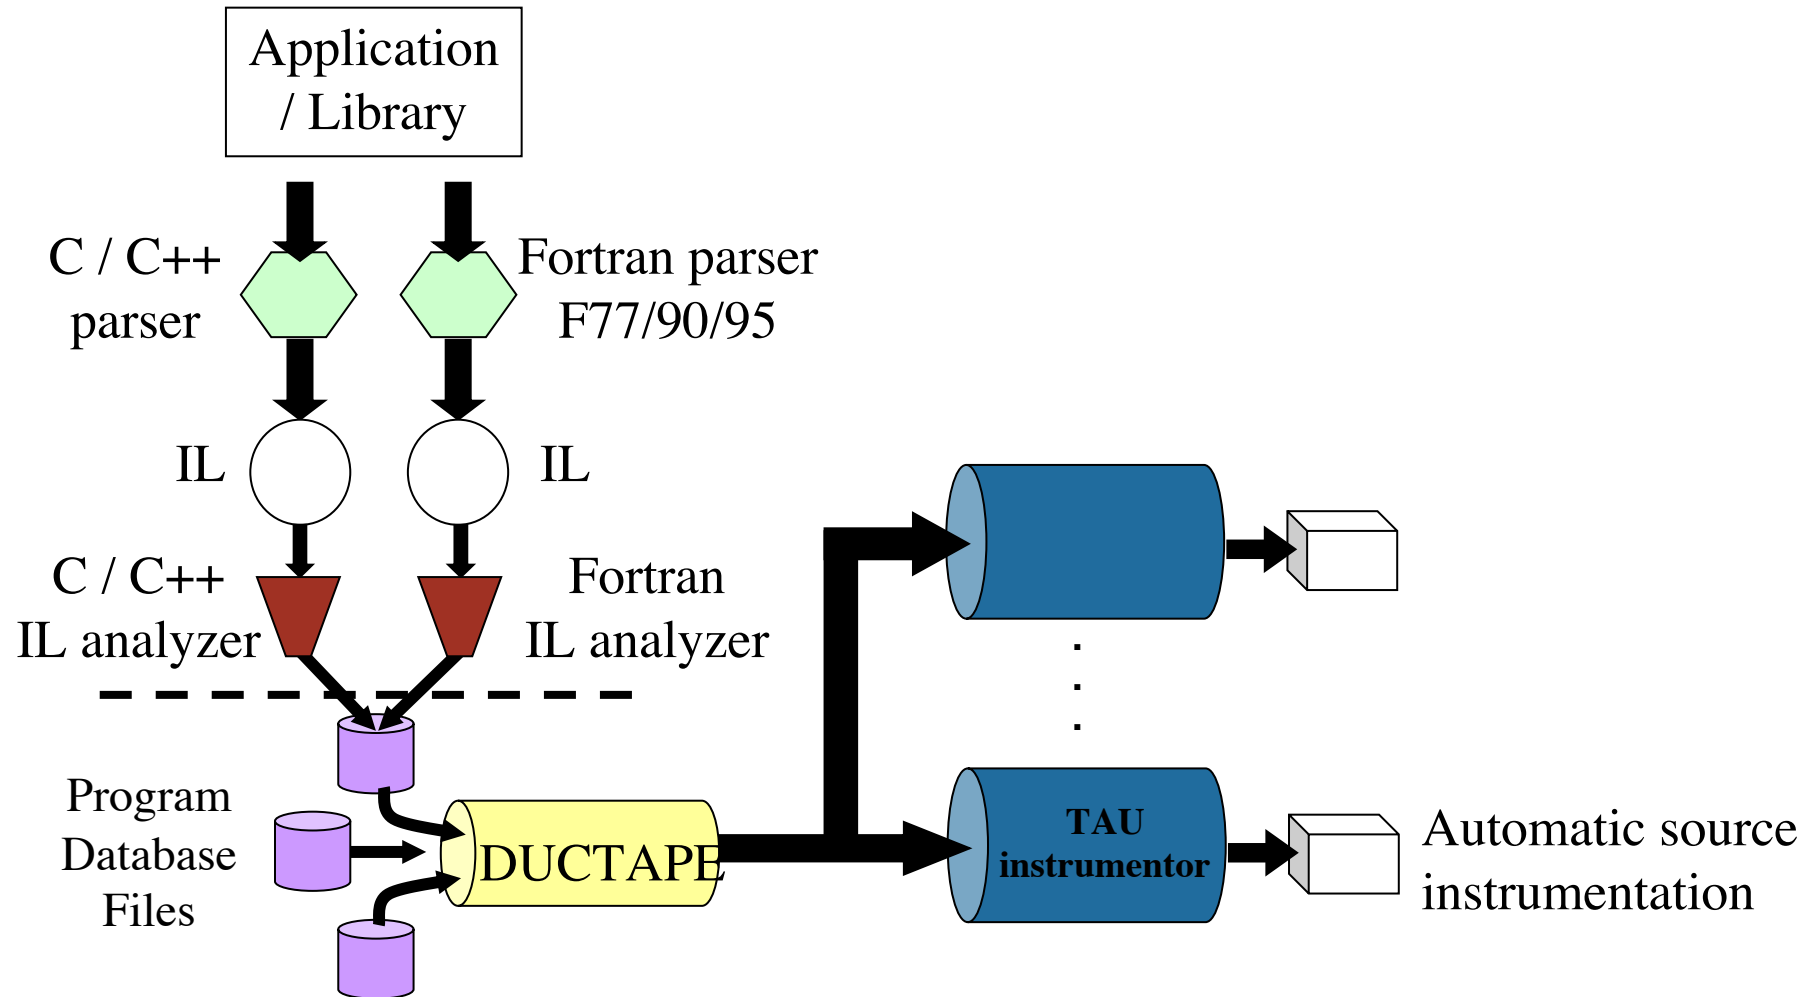 Application
/ Library
C / C++
parser
Fortran parser
F77/90/95
IL
IL
C / C++
IL analyzer
Fortran
IL analyzer
Program
Database
Files
DUCTAPE
TAU
instrumentor
Automatic source
instrumentation